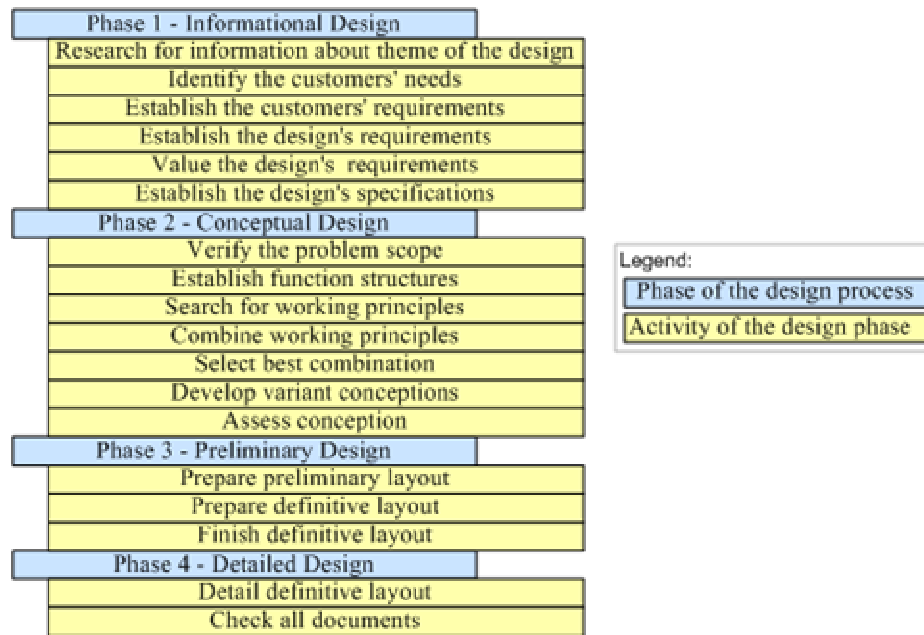 Phase 1 - Informational Design
Research for information about theme of the design
Identify the customers' needs
Establish the customers' requirements
Establish the design's requirements
Value the design's requirements
Establish the design's specifications
Phase 2 - Conceptual Design
Verify the problem scope
Establish function structures
Search for working principles
Combine working principles
Select best combination
Develop variant conceptions
Assess conception
Phase 3 - Preliminary Design
Prepare preliminary layout
Prepare definitive layout
Finish definitive layout
Phase 4 - Detailed Design
Detail definitive layout
Check all documents
Legend:
Phase of the design process
Activity of the design phase